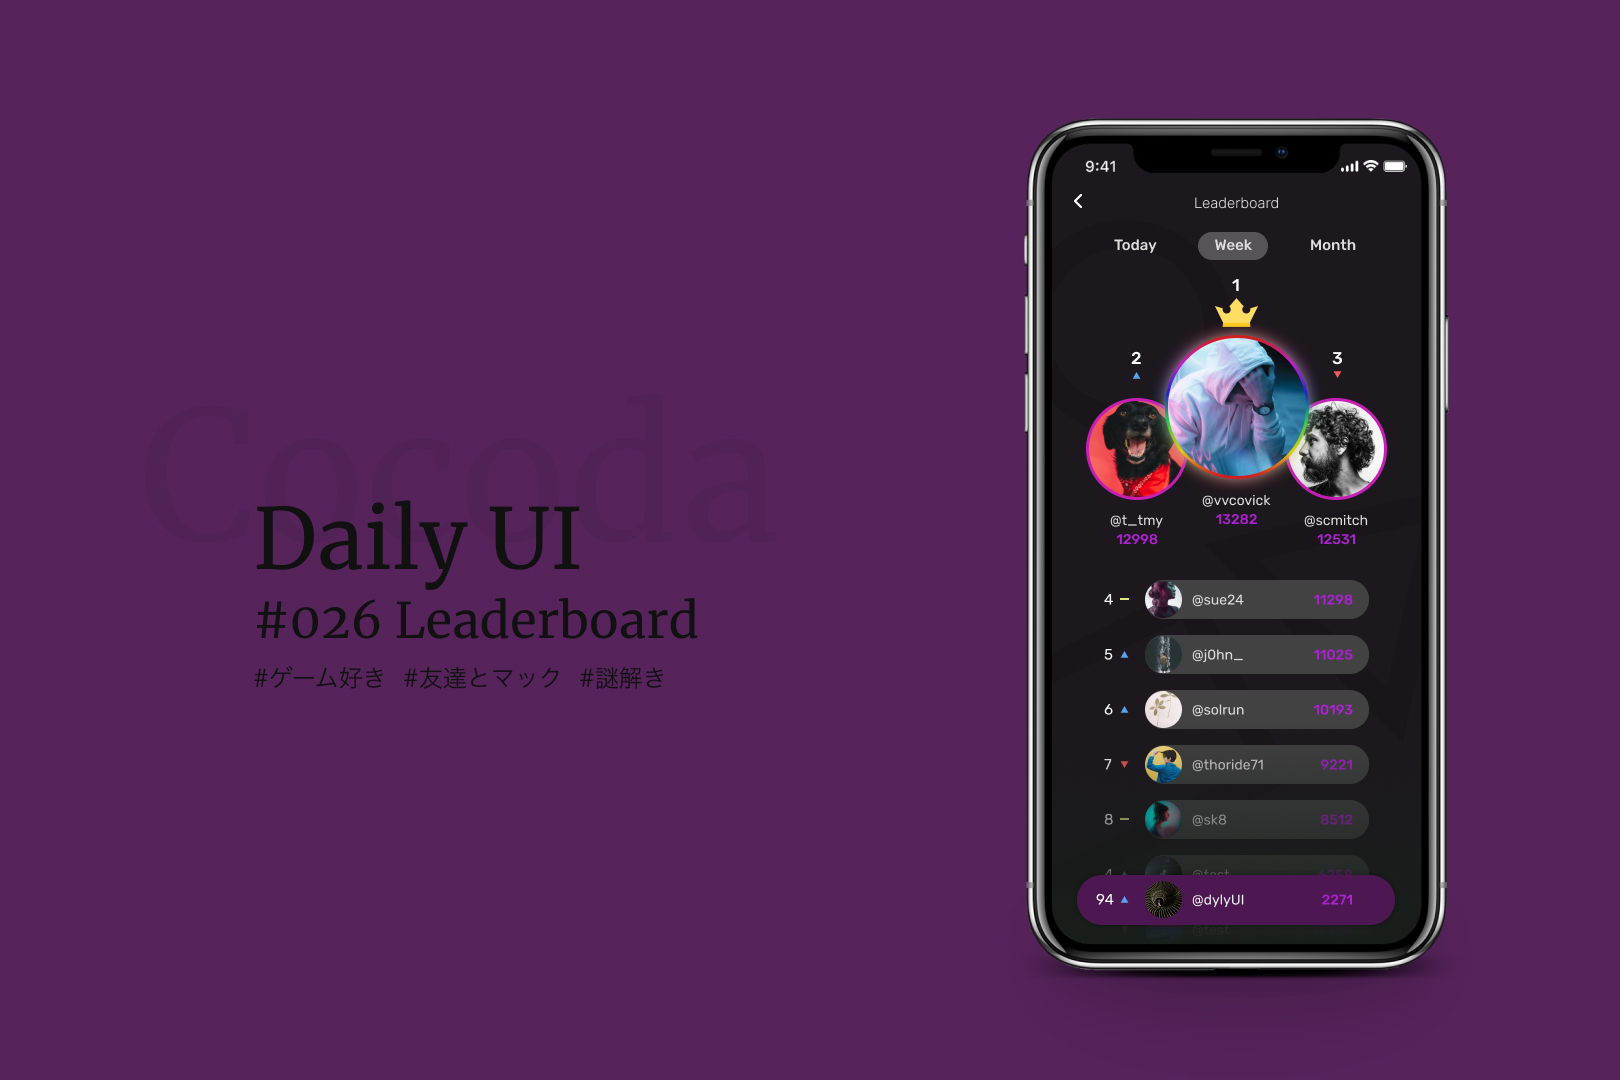 Cocoda
Daily UI
#026 Leaderboard
#ゲーム好き #友達とマック #謎解き
9:41
Leaderboard
Today Week Month
1
2
3
@vvcovick
13282
@t_tmy
12998
@scmitch
12531
4 @sue24 11298
5 @j0hn_ 11025
6 @solrun 10193
7 @thoride71 9221
8 @sk8 8512
4 @test
94 @dylyUI 2271
@test